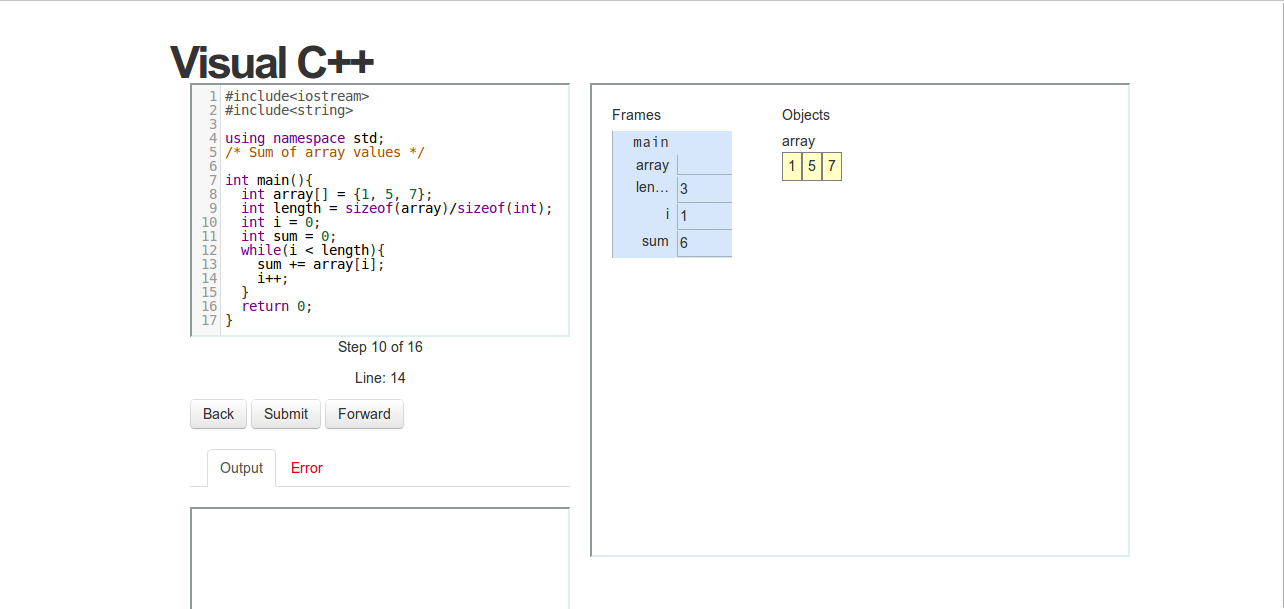 Visual C++
1 #include<iostream>
2 #include<string>
3
4 using namespace std;
5 /* Sum of array values */
6
7 int main(){
8   int array[] = {1, 5, 7};
9   int length = sizeof(array)/sizeof(int);
10   int i = 0;
11   int sum = 0;
12   while(i < length){
13     sum += array[i];
14     i++;
15   }
16   return 0;
17 }
Step 10 of 16
Line: 14
Back Submit Forward
Output Error
Frames
main
array
len... 3
i 1
sum 6
Objects
array
1 5 7